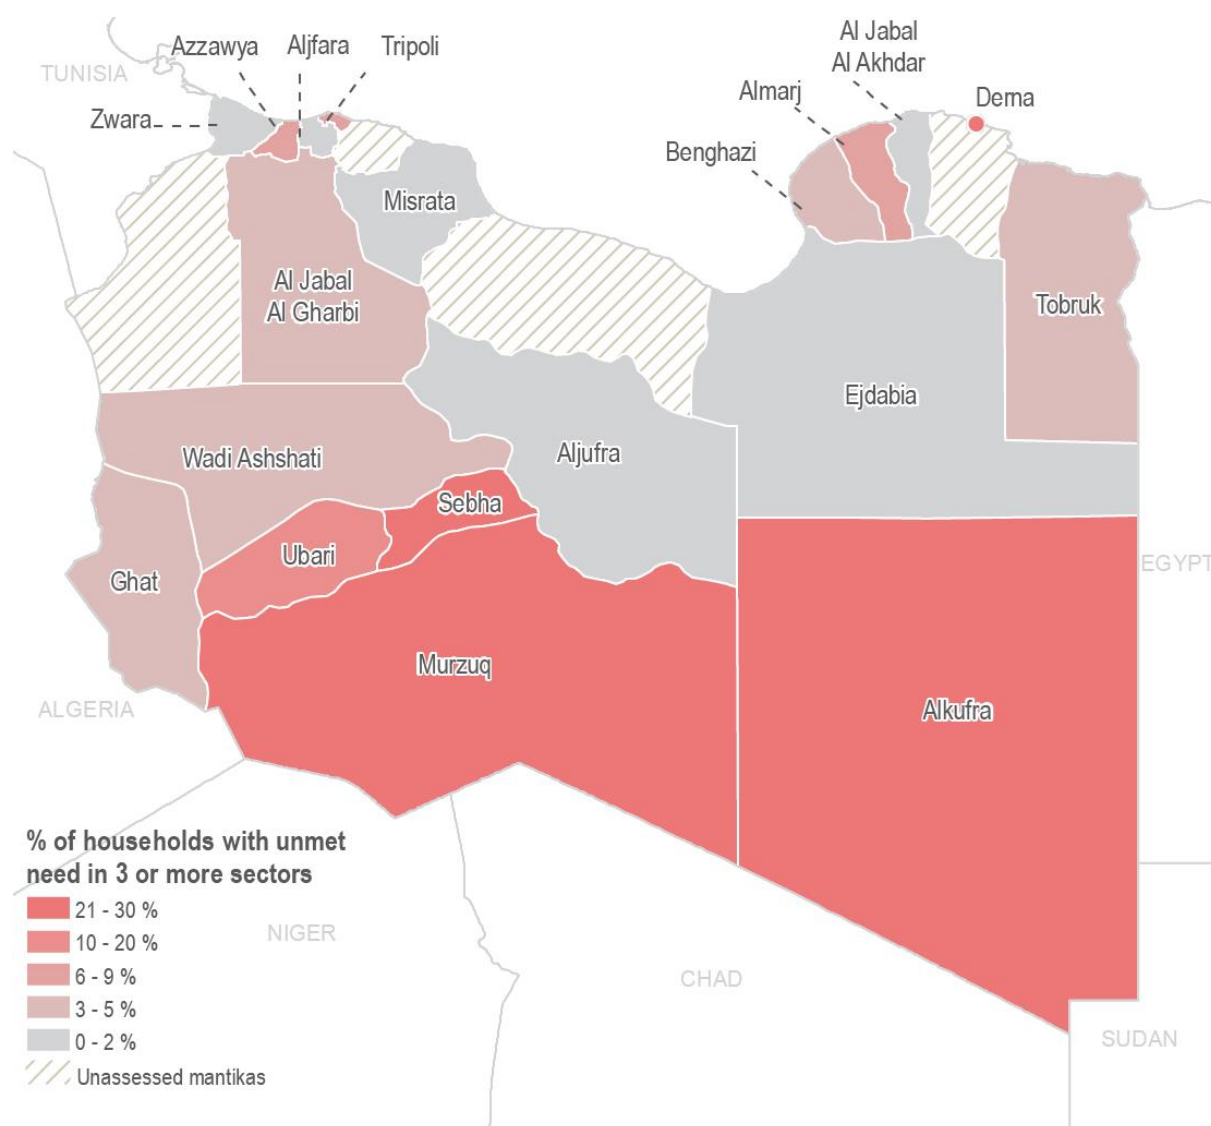 Azzawya
Aljfara
Tripoli
Al Jabal
Al Akhdar
TUNISIA
Almarj
Derna
Zwara
Benghazi
Misrata
Al Jabal
Al Gharbi
Tobruk
Ejdabia
Wadi Ashshati
Aljufra
Sebha
Ubari
EGYPT
Ghat
Murzuq
ALGERIA
Alkufra
% of households with unmet
need in 3 or more sectors
21 - 30 %
10 - 20 %
6 - 9 %
3 - 5 %
0 - 2 %
Unassessed mantikas
NIGER
CHAD
SUDAN